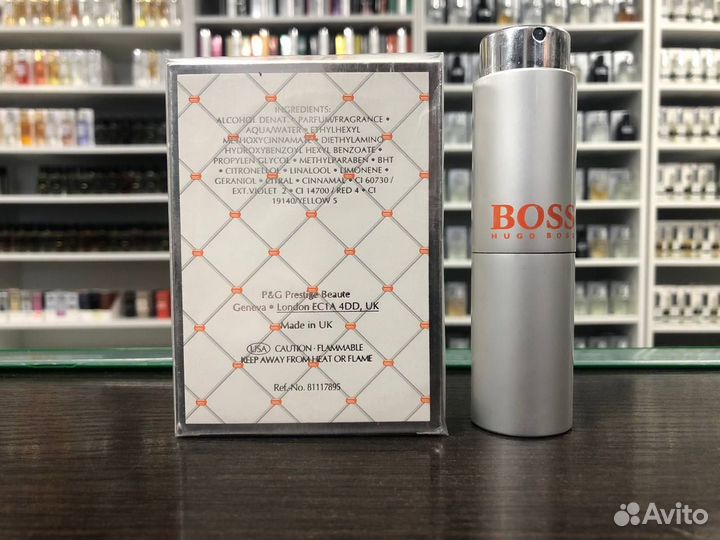 INGREDIENTS:
ALCOHOL DENAT. • PARFUM/FRAGRANCE •
AQUA/WATER • ETHYLHEXYL
METHOXYCINNAMATE • DIETHYLAMINO
HYDROXYBENZOYL HEXYL BENZOATE •
PROPYLEN GLYCOL • METHYLPARABEN • BHT
• CITRONELLOL • LINALOOL • LIMONENE •
GERANIOL • CITRAL • CINNAMAL • CI 60730 /
EXT.VIOLET 2 • CI 14700 / RED 4 • CI
19140/YELLOW 5
P&G Prestige Beaute
Geneva • London EC1A 4DD, UK
Made in UK
USA CAUTION · FLAMMABLE
KEEP AWAY FROM HEAT OR FLAME
Ref.-No. 81117895
BOSS
HUGO BOSS
Avito